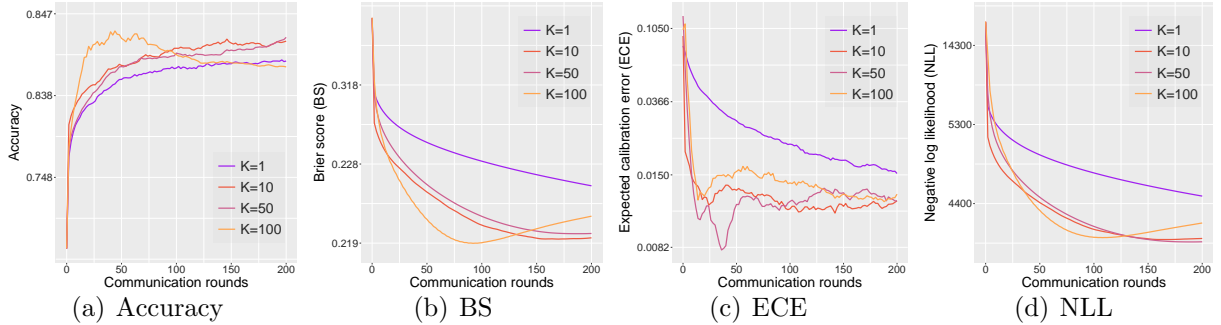 Accuracy
0.847
0.838
0.748
K=1
K=10
K=50
K=100
0
50
100
150
200
Communication rounds
(a) Accuracy
Brier score (BS)
0.318
0.228
0.219
K=1
K=10
K=50
K=100
0
50
100
150
200
Communication rounds
(b) BS
Expected calibration error (ECE)
0.1050
0.0366
0.0150
0.0082
K=1
K=10
K=50
K=100
0
50
100
150
200
Communication rounds
(c) ECE
Negative log likelihood (NLL)
14300
5300
4400
K=1
K=10
K=50
K=100
0
50
100
150
200
Communication rounds
(d) NLL